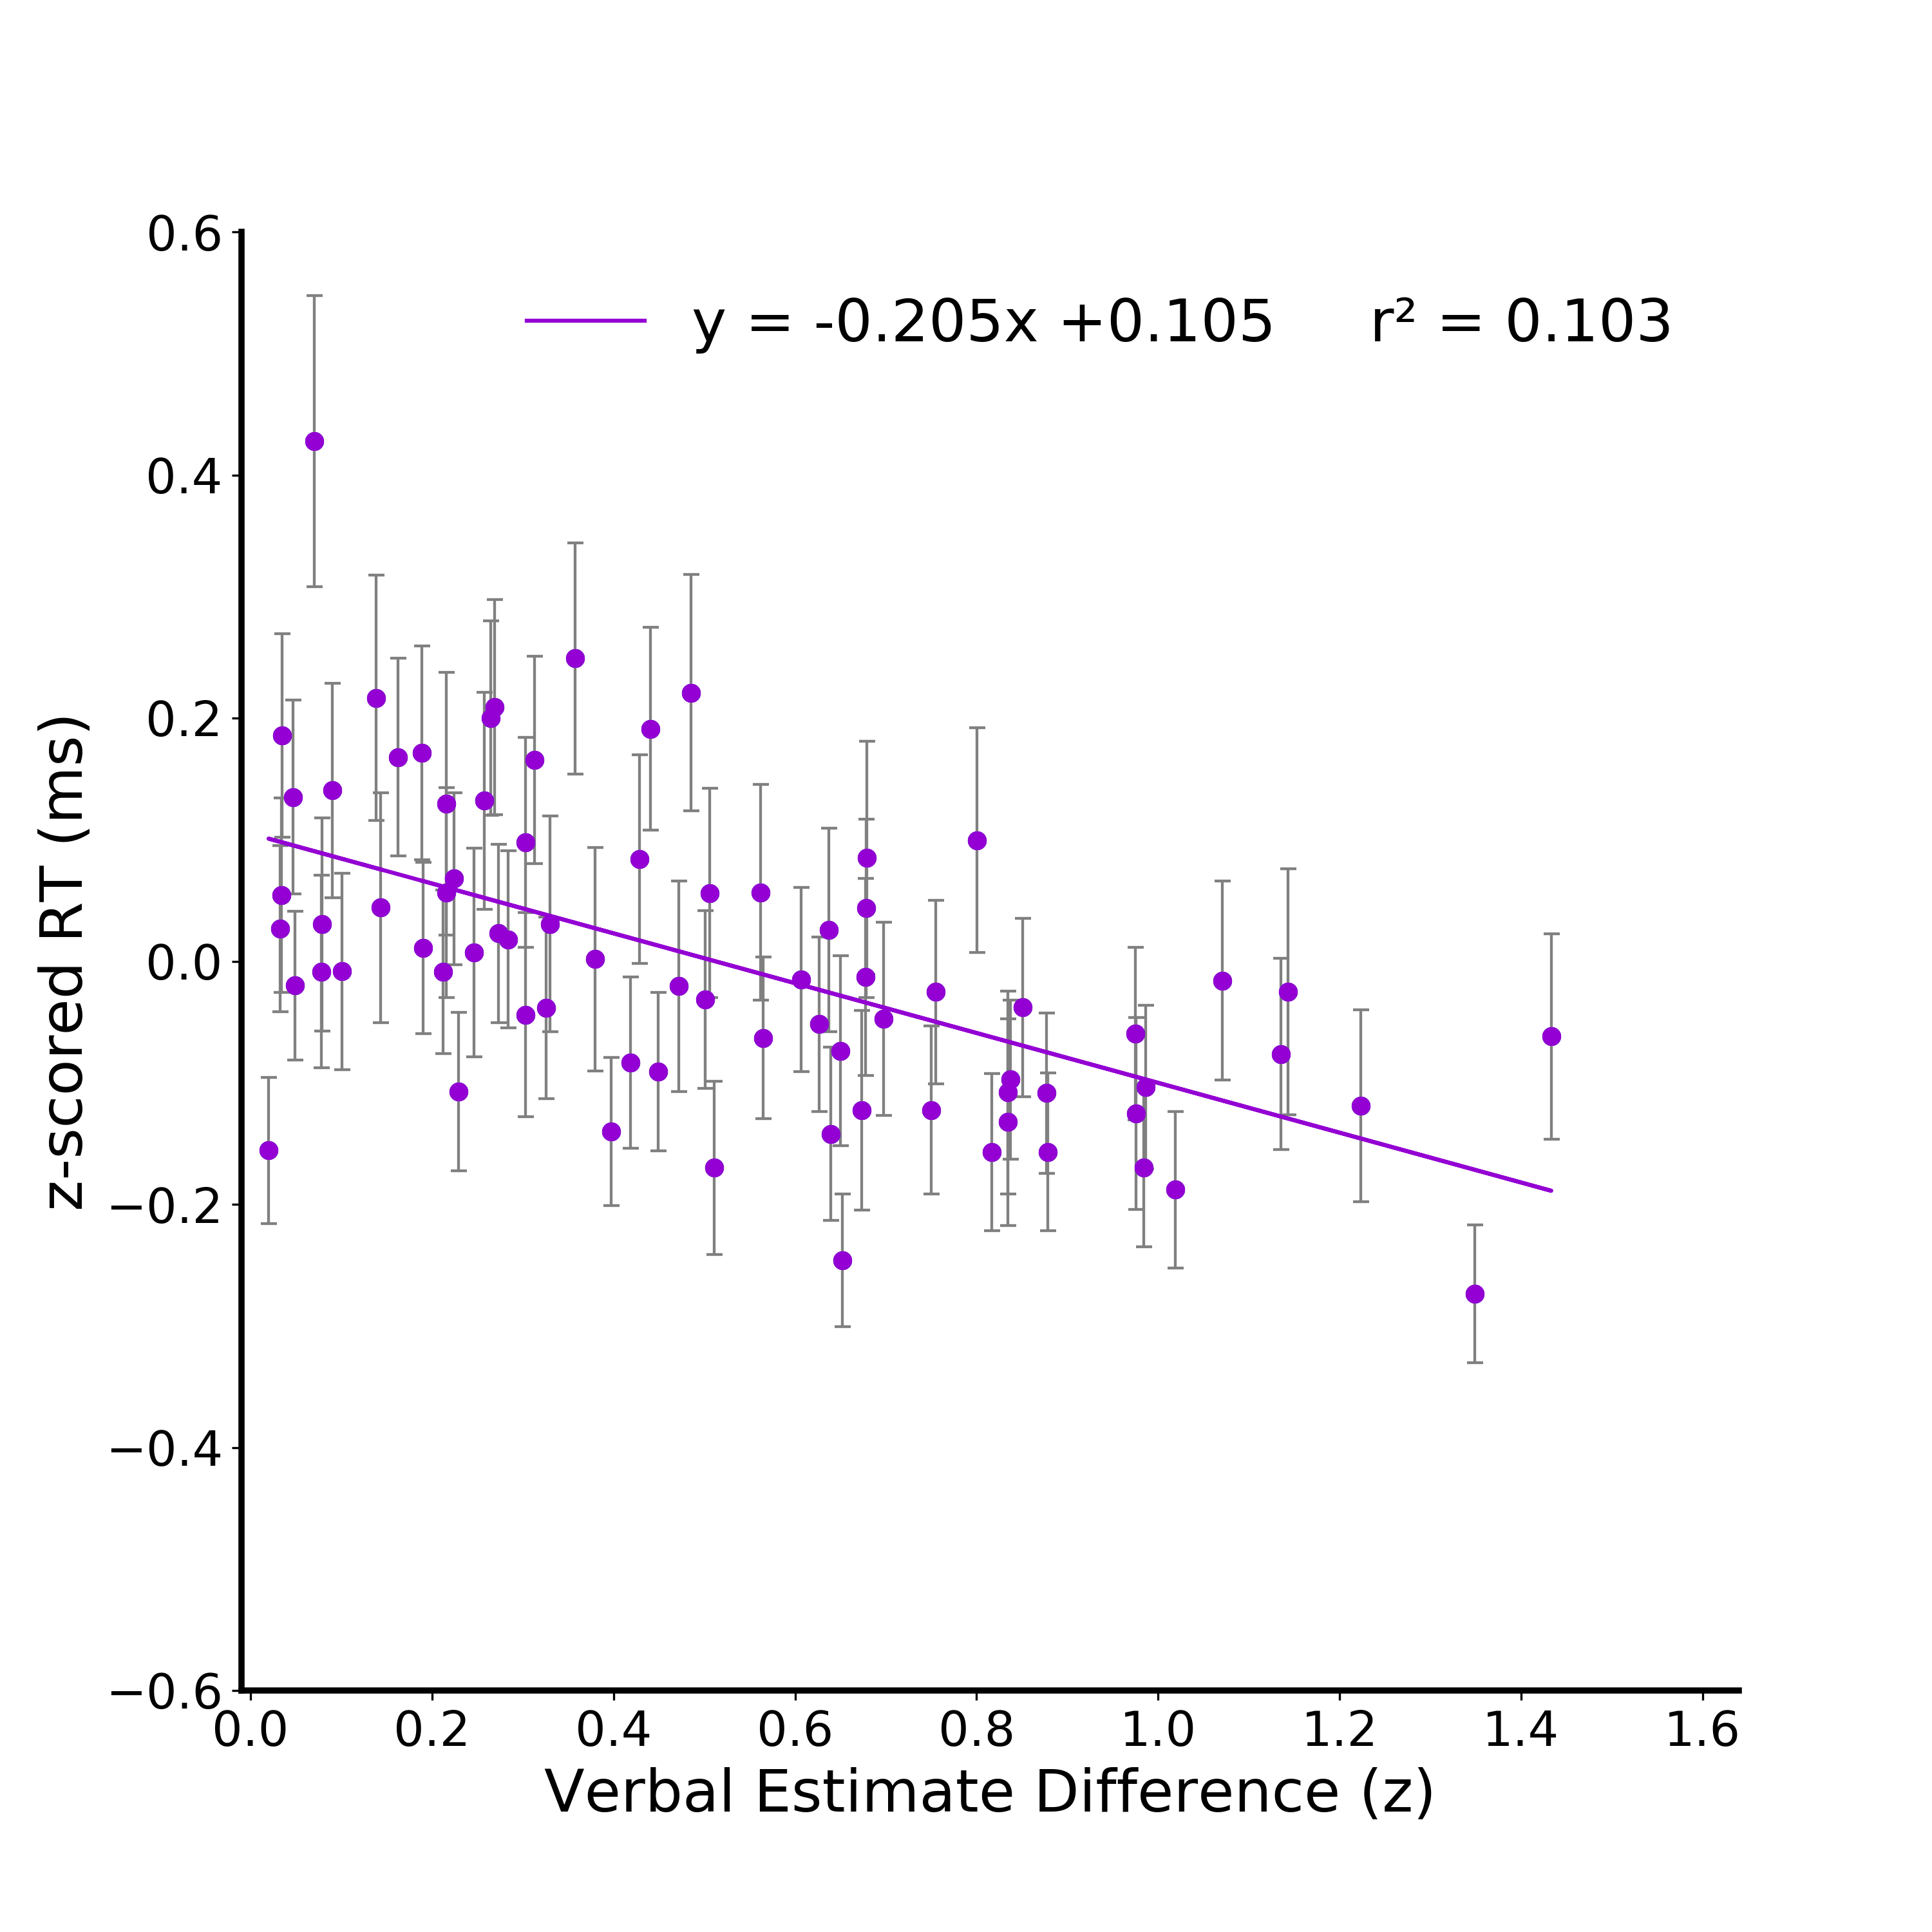 0.6
y = -0.205x +0.105 r² = 0.103
0.4
0.2
0.0
−0.2
−0.4
−0.6
z-scored RT (ms)
0.0 0.2 0.4 0.6 0.8 1.0 1.2 1.4 1.6
Verbal Estimate Difference (z)